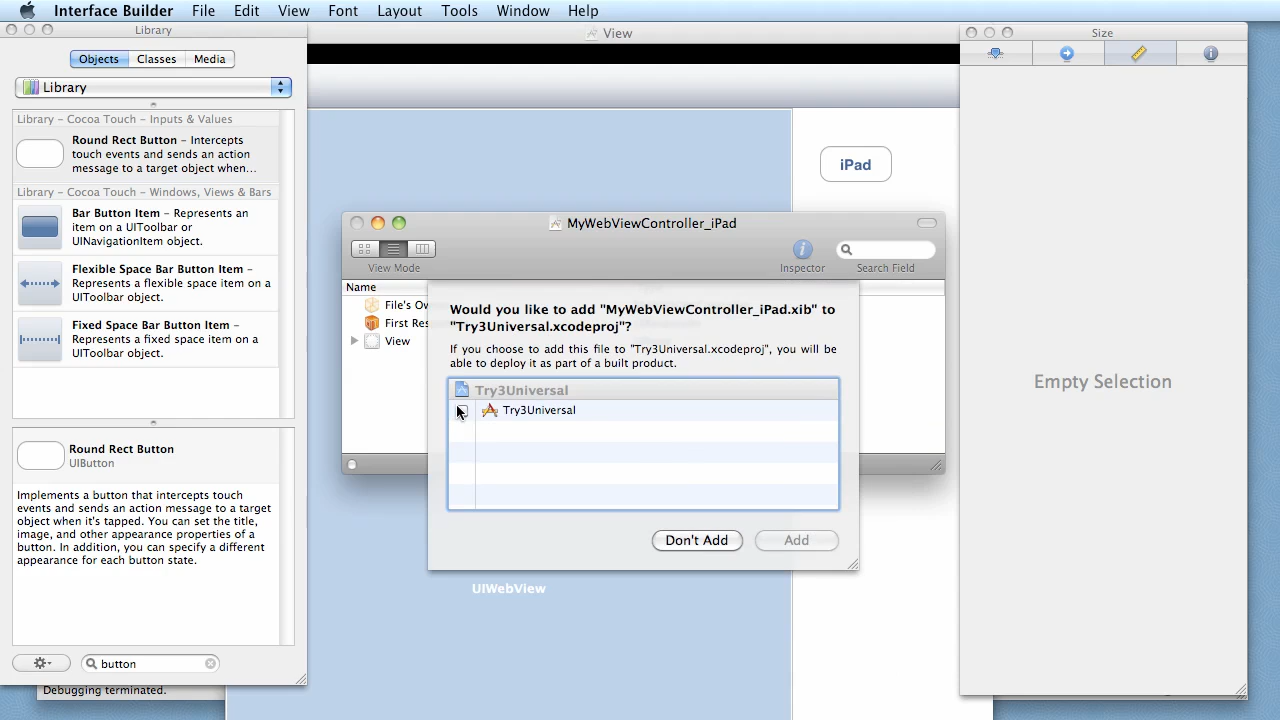 Interface Builder File Edit View Font Layout Tools Window Help
Library
Objects Classes Media
Library
Library – Cocoa Touch – Inputs & Values
Round Rect Button – Intercepts
touch events and sends an action
message to a target object when...
Library – Cocoa Touch – Windows, Views & Bars
Bar Button Item – Represents an
item on a UIToolbar or
UINavigationItem object.
Flexible Space Bar Button Item –
Represents a flexible space item on a
UIToolbar object.
Fixed Space Bar Button Item –
Represents a fixed space item on a
UIToolbar object.
Round Rect Button
UIButton
Implements a button that intercepts touch
events and sends an action message to a target
object when it's tapped. You can set the title,
image, and other appearance properties of a
button. In addition, you can specify a different
appearance for each button state.
button
Debugging terminated.
View
iPad
MyWebViewController_iPad
View Mode
Inspector
Search Field
Name
File's Ow
First Res
View
Would you like to add "MyWebViewController_iPad.xib" to
"Try3Universal.xcodeproj"?
If you choose to add this file to "Try3Universal.xcodeproj", you will be
able to deploy it as part of a built product.
Try3Universal
Try3Universal
Don't Add
Add
UIWebView
Size
Empty Selection